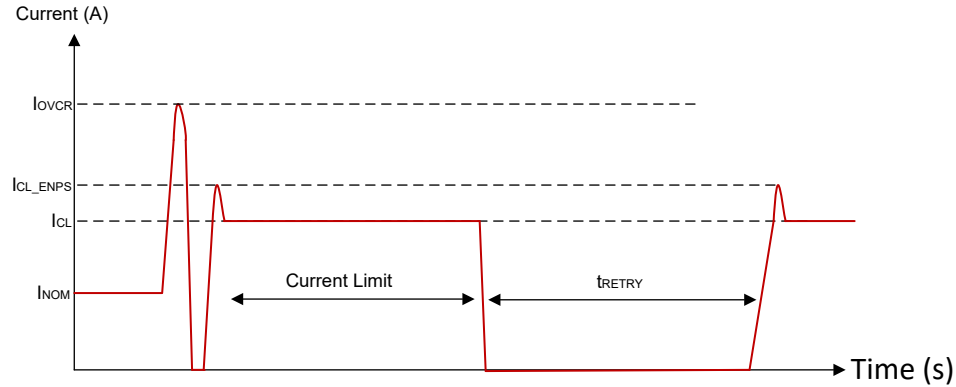 Current (A)
IOVCR
ICL_ENPS
ICL
INOM
Current Limit
tRETRY
Time (s)